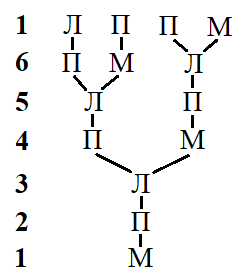 1 Л П П М
6 П М Л
5 Л П
4 П М
3 Л
2 П
1 М